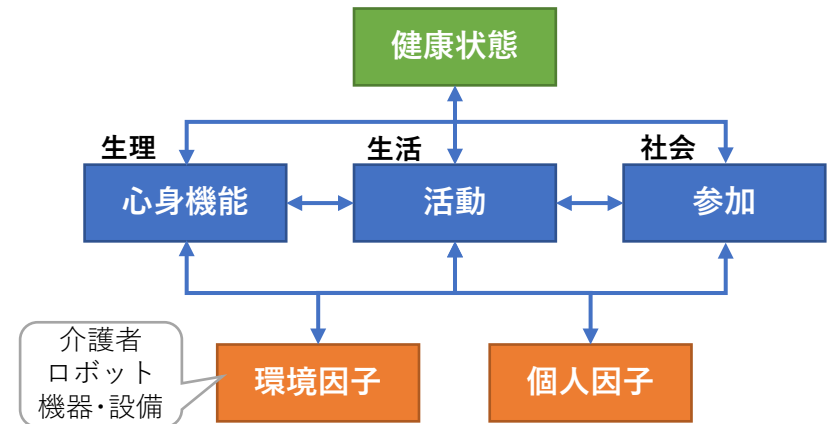 健康状態
生理
生活
社会
心身機能
活動
参加
介護者
ロボット
機器・設備
環境因子
個人因子